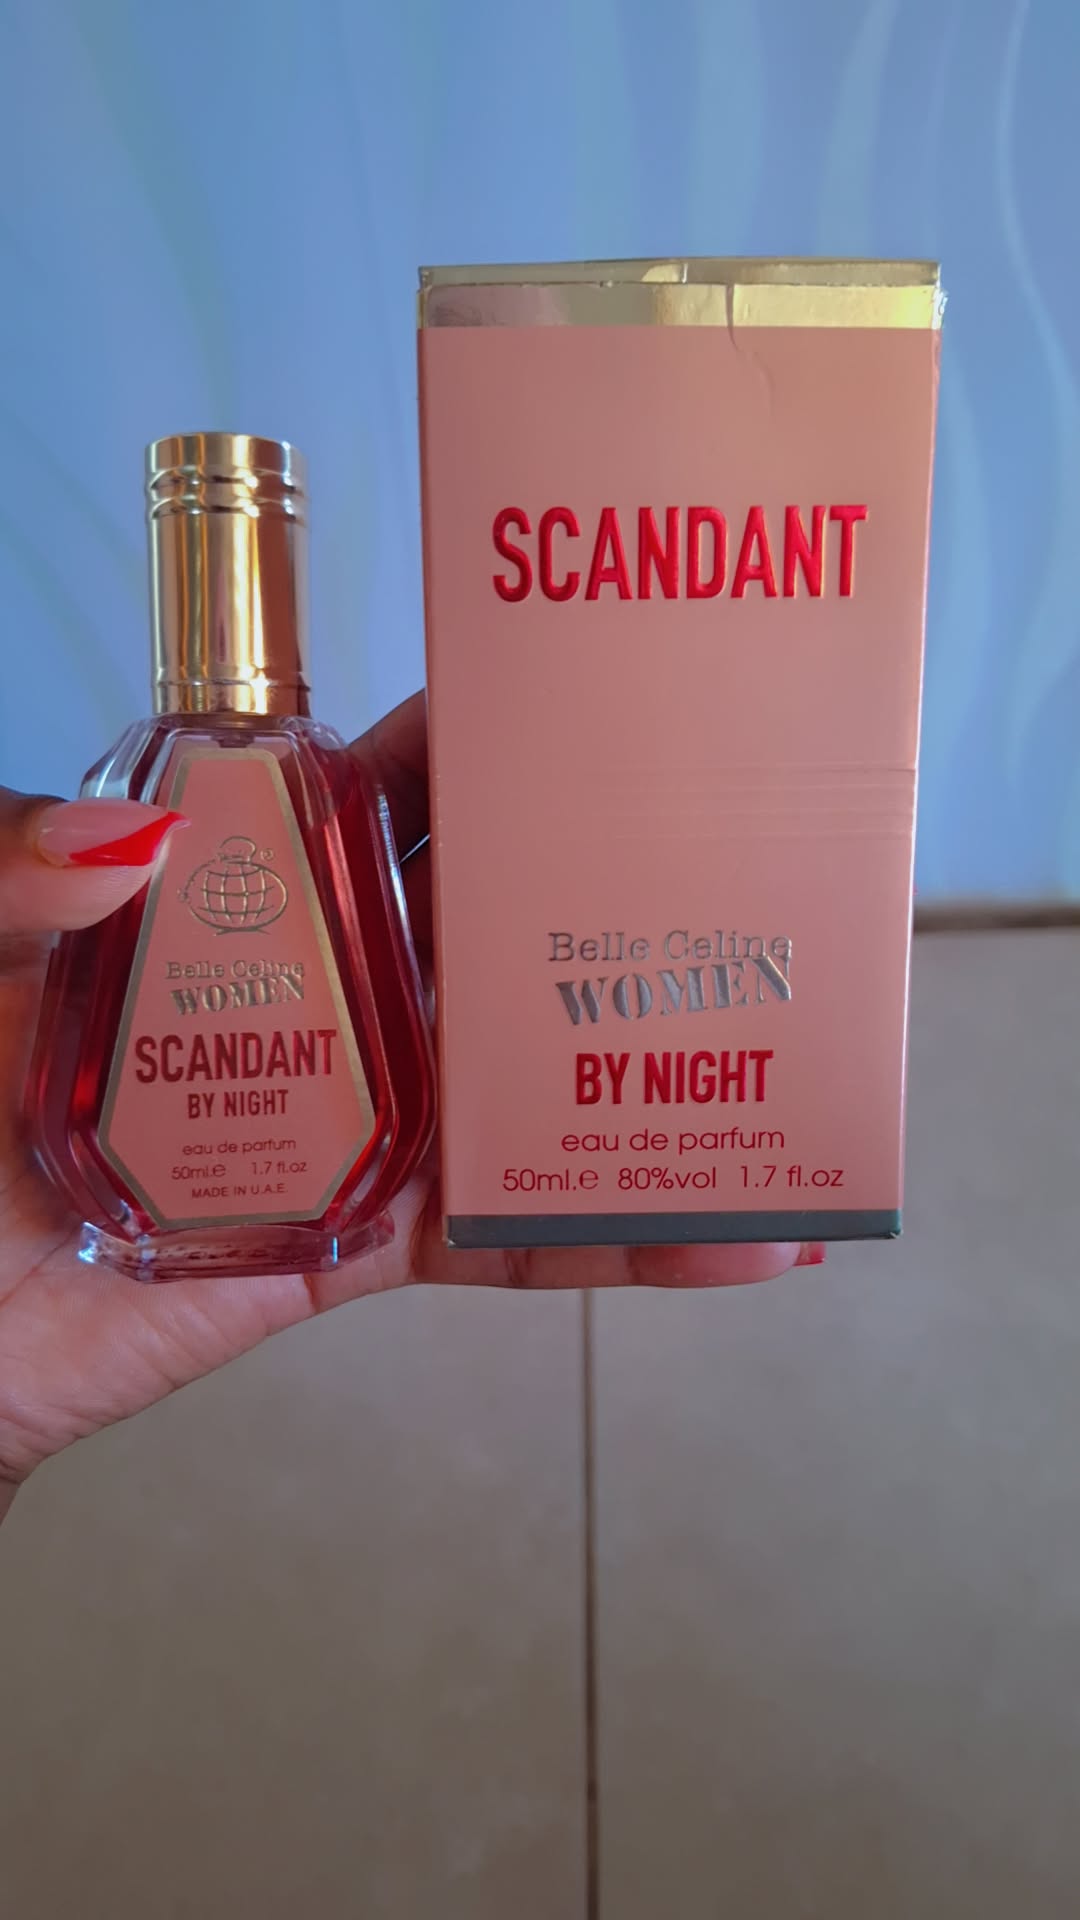 SCANDANT
Belle Celine
WOMEN
BY NIGHT
eau de parfum
50ml.e 80%vol 1.7 fl.oz
Belle Celine
WOMEN
SCANDANT
BY NIGHT
eau de parfum
50ml.e 1.7 fl.oz
MADE IN U.A.E.